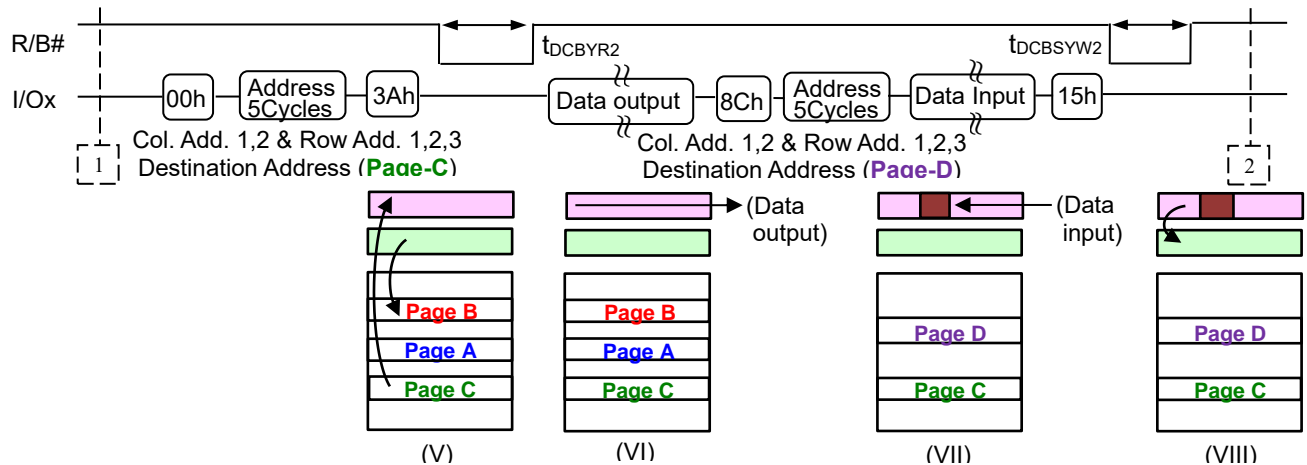 R/B#
tDCBYR2
tDCBSYW2
I/Ox
00h
Address
5Cycles
3Ah
Data output
8Ch
Address
5Cycles
Data Input
15h
Col. Add. 1,2 & Row Add. 1,2,3
Destination Address (Page-C)
Col. Add. 1,2 & Row Add. 1,2,3
Destination Address (Page-D)
1
2
(Data
output)
(Data
input)
Page B
Page A
Page C
Page B
Page A
Page C
Page D
Page C
Page D
Page C
(V)
(VI)
(VII)
(VIII)